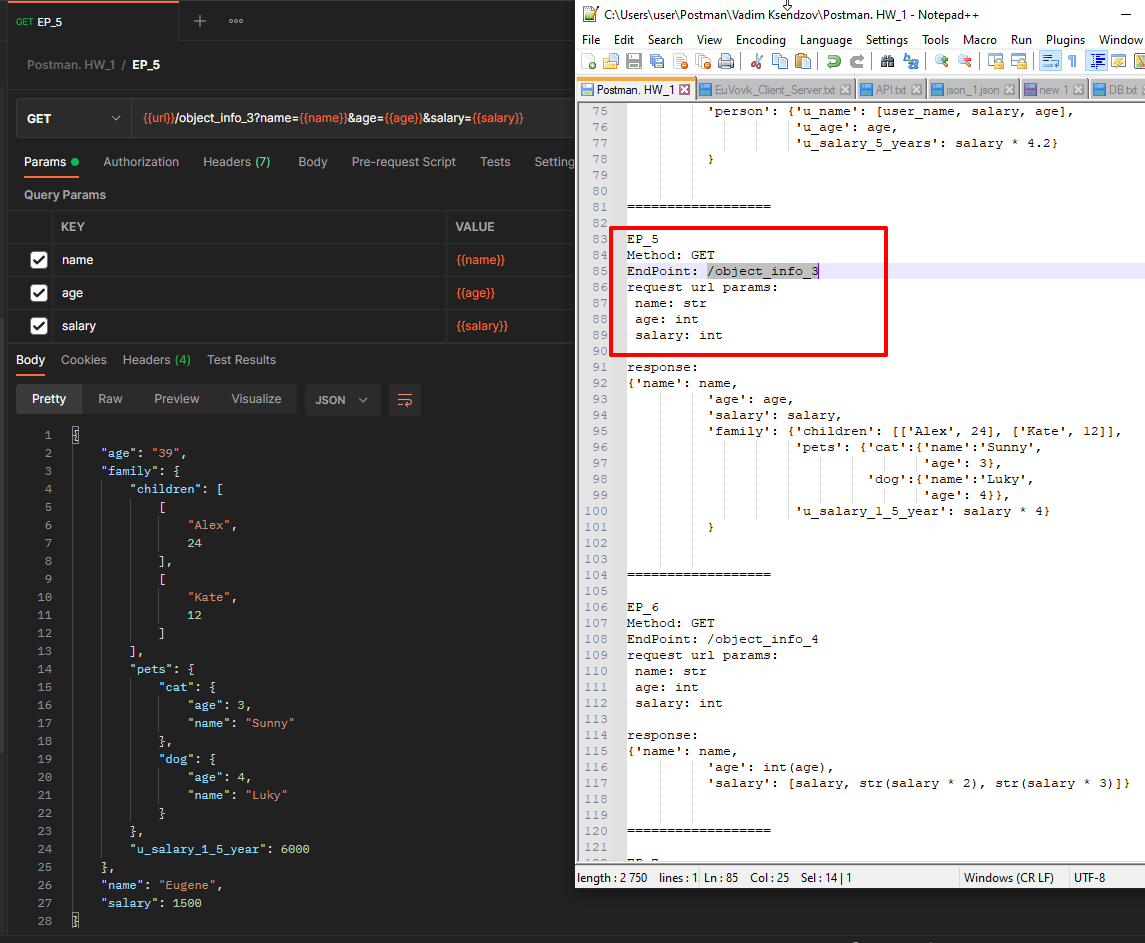 GET EP_5
Postman. HW_1 / EP_5
GET
{{url}}/object_info_3?name={{name}}&age={{age}}&salary={{salary}}
Params Authorization Headers (7) Body Pre-request Script Tests Setting
Query Params
KEY VALUE
name {{name}}
age {{age}}
salary {{salary}}
Body Cookies Headers (4) Test Results
Pretty Raw Preview Visualize JSON
1 {
2 "age": "39",
3 "family": {
4 "children": [
5 [
6 "Alex",
7 24
8 ],
9 [
10 "Kate",
11 12
12 ]
13 ],
14 "pets": {
15 "cat": {
16 "age": 3,
17 "name": "Sunny"
18 },
19 "dog": {
20 "age": 4,
21 "name": "Luky"
22 }
23 },
24 "u_salary_1_5_year": 6000
25 },
26 "name": "Eugene",
27 "salary": 1500
28 }
C:\Users\user\Postman\Vadim Ksendzov\Postman. HW_1 - Notepad++
File Edit Search View Encoding Language Settings Tools Macro Run Plugins Window
Postman. HW_1 EuVovk_Client_Server.txt API.txt json_1.json new 1 DB.txt
75 'person': {'u_name': [user_name, salary, age],
76 'u_age': age,
77 'u_salary_5_years': salary * 4.2}
78 }
79
80
81 ==================
82
83 EP_5
84 Method: GET
85 EndPoint: /object_info_3
86 request url params:
87 name: str
88 age: int
89 salary: int
90
91 response:
92 {'name': name,
93 'age': age,
94 'salary': salary,
95 'family': {'children': [['Alex', 24], ['Kate', 12]],
96 'pets': {'cat':{'name':'Sunny',
97 'age': 3},
98 'dog':{'name':'Luky',
99 'age': 4}},
100 'u_salary_1_5_year': salary * 4}
101 }
102
103
104 ==================
105
106 EP_6
107 Method: GET
108 EndPoint: /object_info_4
109 request url params:
110 name: str
111 age: int
112 salary: int
113
114 response:
115 {'name': name,
116 'age': int(age),
117 'salary': [salary, str(salary * 2), str(salary * 3)]}
118
119
120 ==================
121
length : 2 750 lines : 1 Ln : 85 Col : 25 Sel : 14 | 1 Windows (CR LF) UTF-8